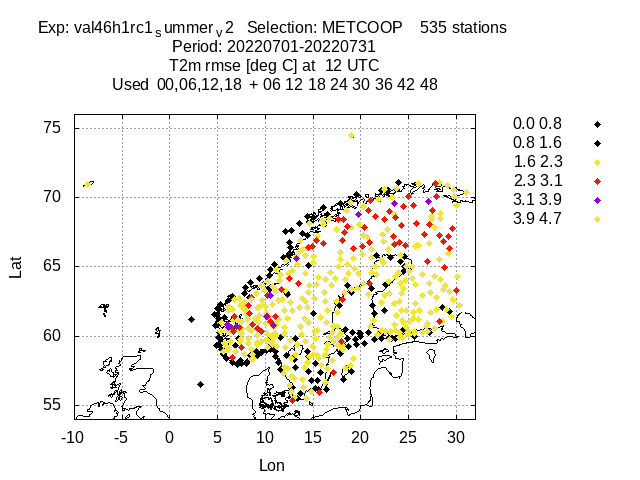 Exp: val46h1rc1 s ummer v 2 Selection: METCOOP 535 stations
Period: 20220701-20220731
T2m rmse [deg C] at 12 UTC
Used 00,06,12,18 + 06 12 18 24 30 36 42 48
0.0 0.8
0.8 1.6
1.6 2.3
2.3 3.1
3.1 3.9
3.9 4.7
75
70
65
60
55
Lat
-10 -5 0 5 10 15 20 25 30
Lon